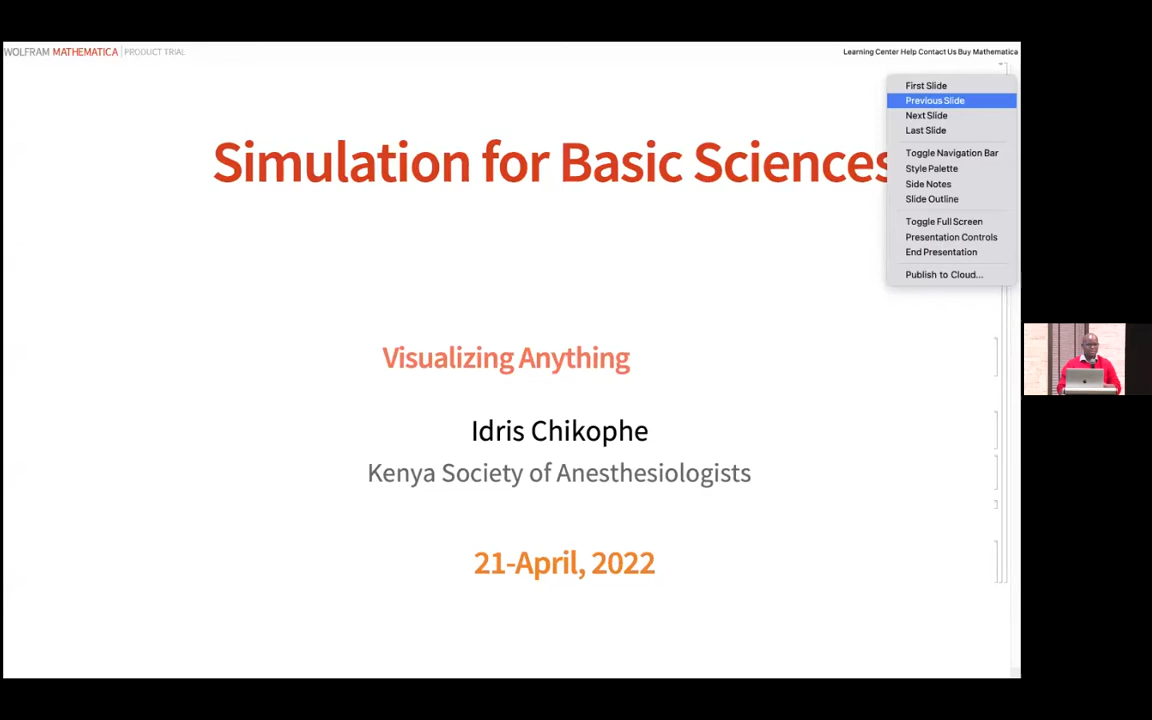 WOLFRAM MATHEMATICA | PRODUCT TRIAL
Learning Center Help Contact Us Buy Mathematica
Simulation for Basic Sciences
First Slide
Previous Slide
Next Slide
Last Slide
Toggle Navigation Bar
Style Palette
Side Notes
Slide Outline
Toggle Full Screen
Presentation Controls
End Presentation
Publish to Cloud...
Visualizing Anything
Idris Chikophe
Kenya Society of Anesthesiologists
21-April, 2022